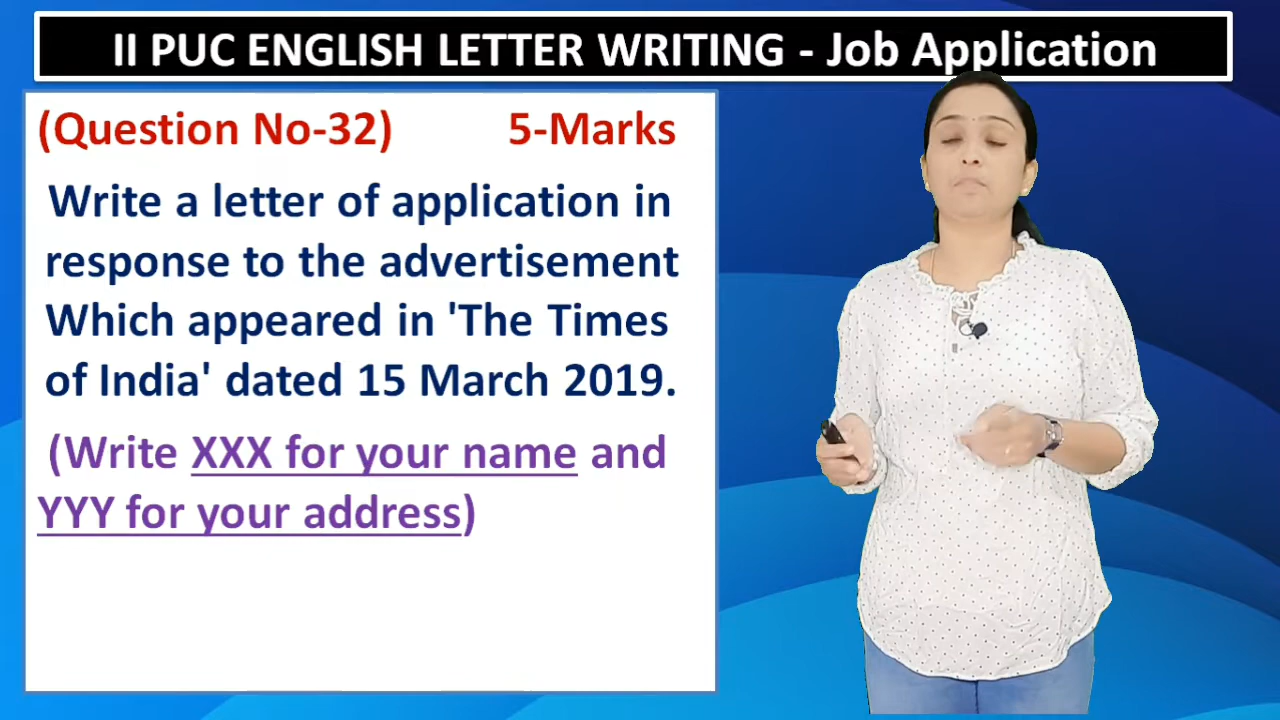 II PUC ENGLISH LETTER WRITING - Job Application
(Question No-32) 5-Marks
Write a letter of application in
response to the advertisement
Which appeared in 'The Times
of India' dated 15 March 2019.
(Write XXX for your name and
YYY for your address)